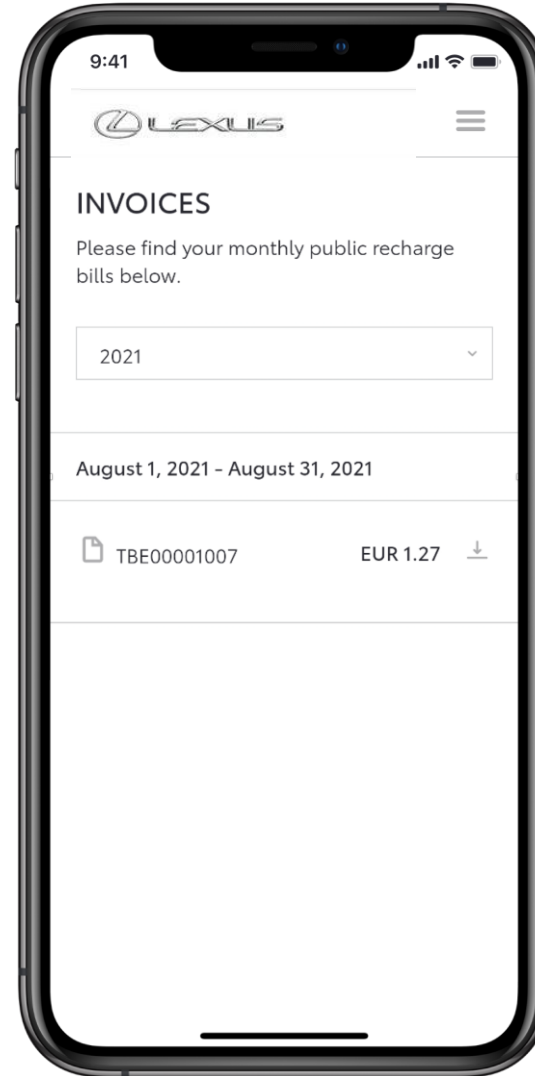 9:41
LEXUS
INVOICES
Please find your monthly public recharge
bills below.
2021
August 1, 2021 - August 31, 2021
TBE00001007 EUR 1.27